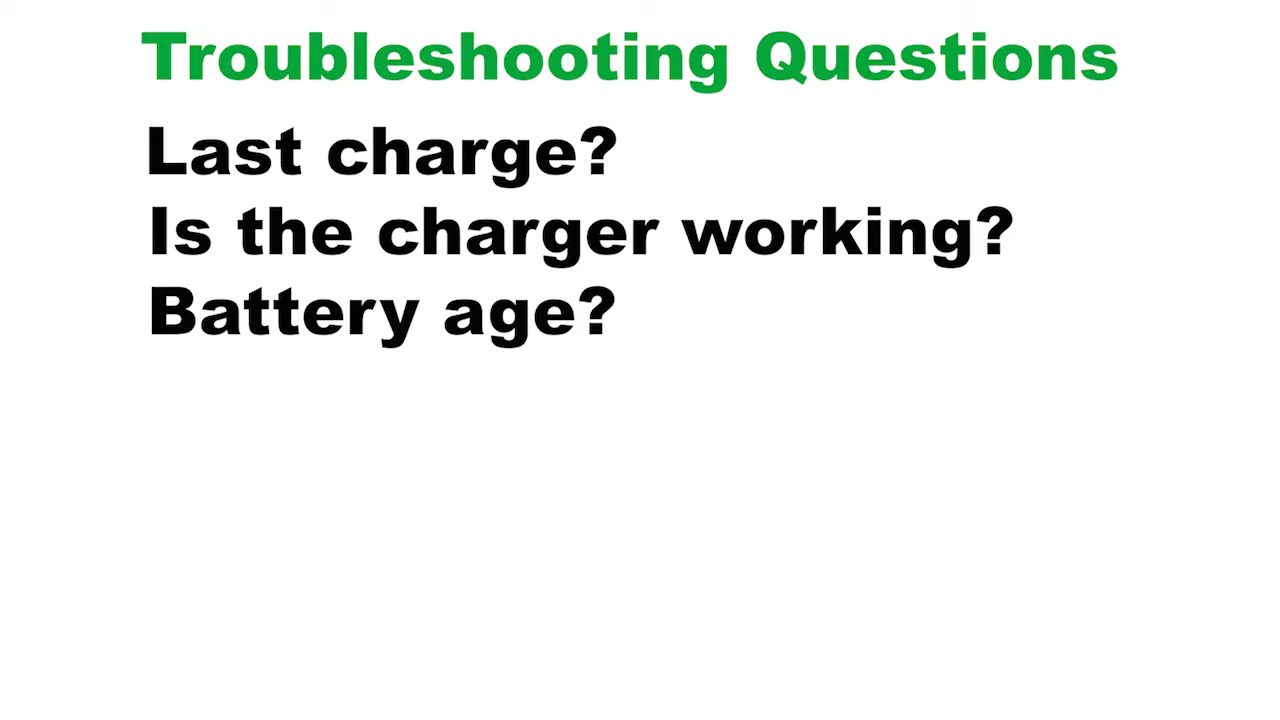 Troubleshooting Questions
Last charge?
Is the charger working?
Battery age?